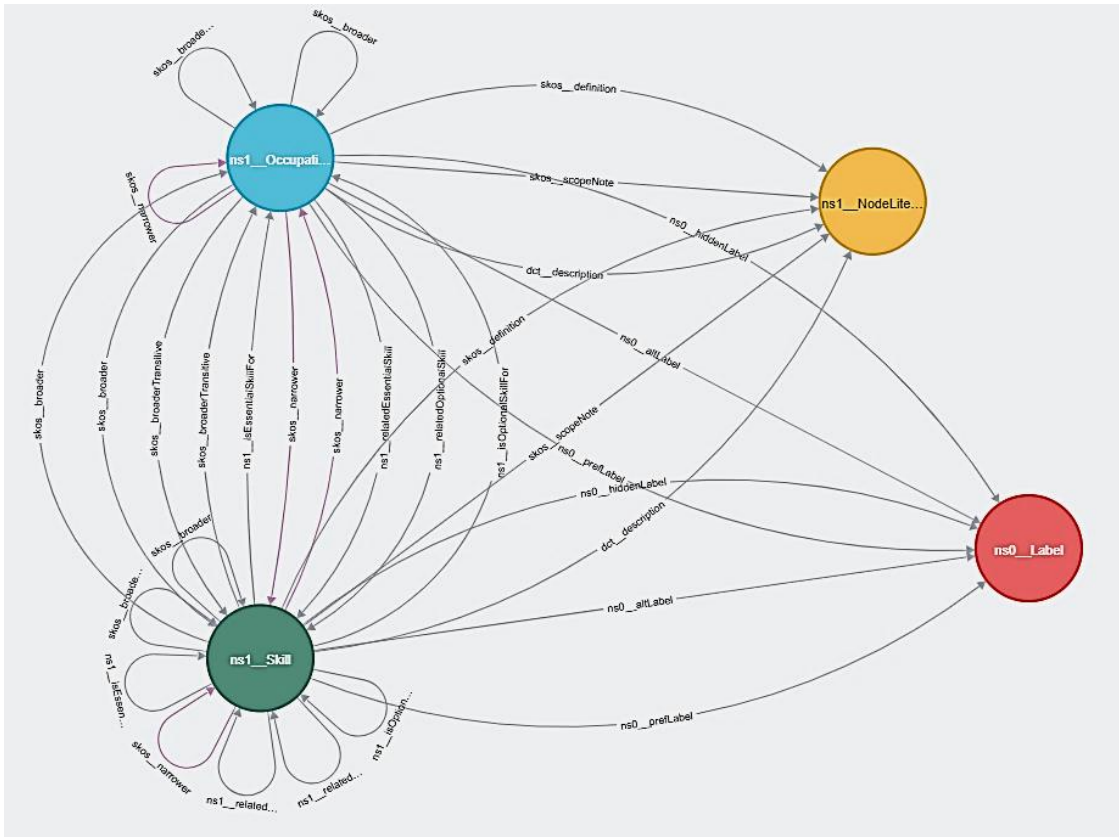 skos__broade...
skos__broader
ns1__Occupati...
skos__narrower
skos__definition
skos__scopeNote
ns0__hiddenLabel
dct__description
ns1__NodeLite...
skos__definition
ns0__altLabel
skos__broader
skos__broader
skos__broaderTransitive
skos__broaderTransitive
ns1__isEssentialSkillFor
skos__narrower
skos__narrower
ns1__relatedEssentialSkill
ns1__relatedOptionalSkill
ns1__isOptionalSkillFor
skos__scopeNote
ns0__prefLabel
ns0__hiddenLabel
dct__description
ns0__Label
ns0__altLabel
ns0__prefLabel
skos__broader
skos__broade...
ns1__Skill
ns1__isEssen...
skos__narrower
ns1__related...
ns1__related...
ns1__isOption...